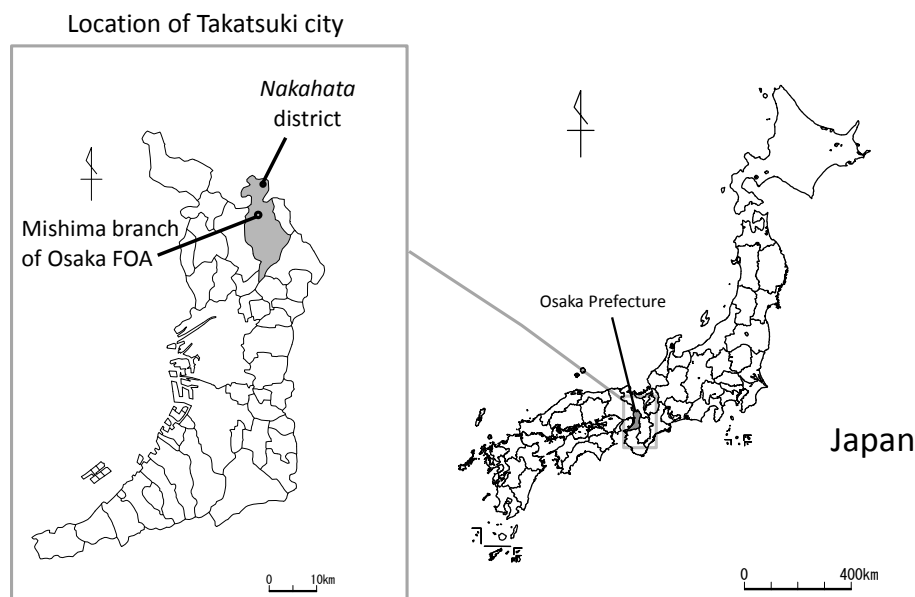 Location of Takatsuki city
Nakahata
district
Mishima branch
of Osaka FOA
0 10km
Osaka Prefecture
Japan
0 400km